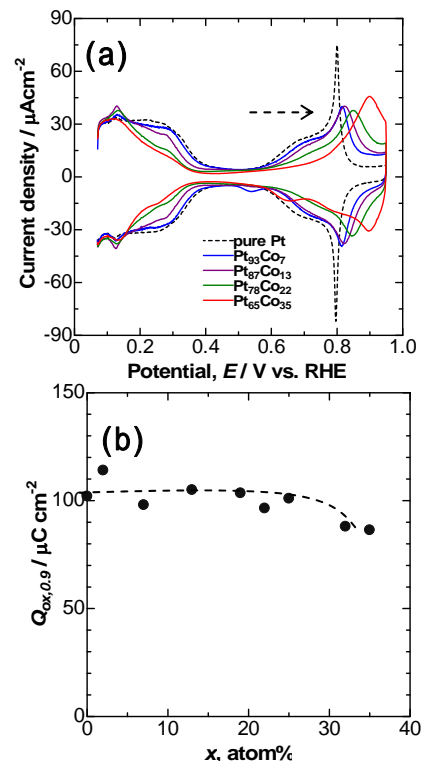 (a)
90
60
30
0
-30
-60
-90
Current density / µAcm⁻²
pure Pt
Pt₉₃Co₇
Pt₈₇Co₁₃
Pt₇₈Co₂₂
Pt₆₅Co₃₅
0.0 0.2 0.4 0.6 0.8 1.0
Potential, E / V vs. RHE
(b)
150
100
50
0
Qox,0.9 / µC cm⁻²
0 10 20 30 40
x, atom%